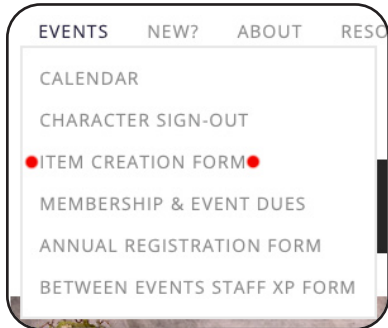 EVENTS NEW? ABOUT
CALENDAR
CHARACTER SIGN-OUT
ITEM CREATION FORM
MEMBERSHIP & EVENT DUES
ANNUAL REGISTRATION FORM
BETWEEN EVENTS STAFF XP FORM